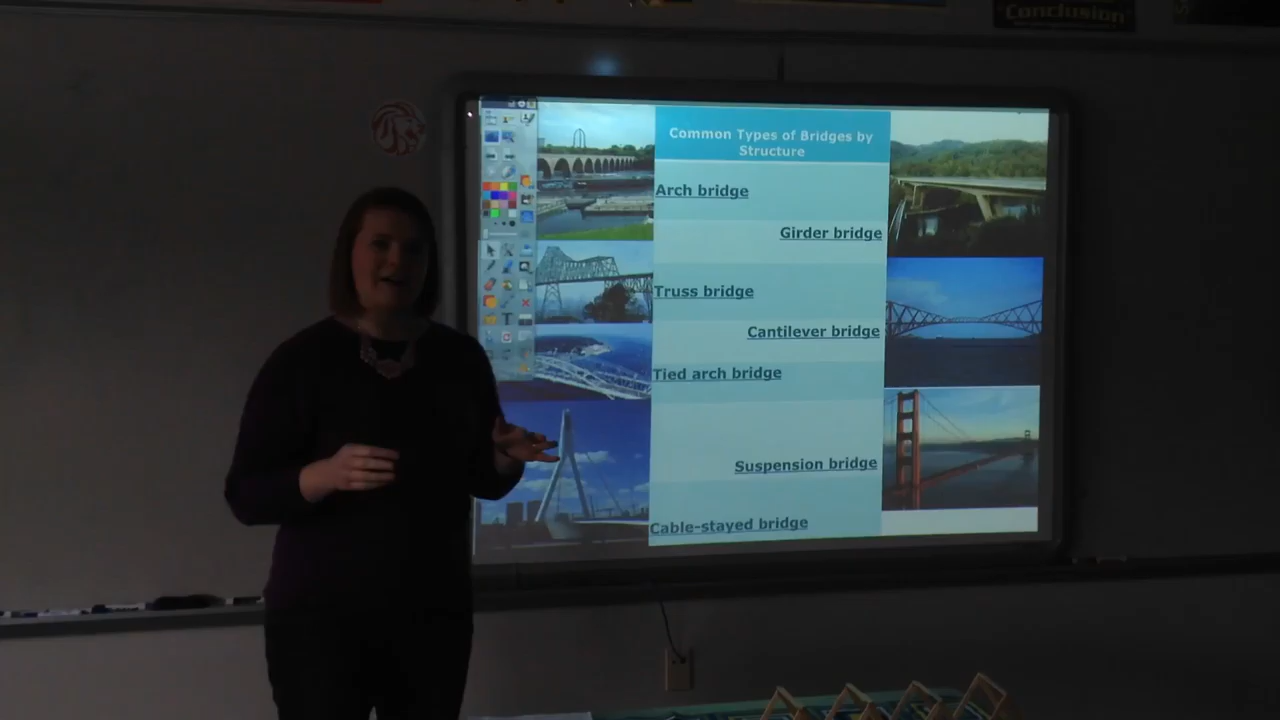 Conclusion
Common Types of Bridges by
Structure
Arch bridge
Girder bridge
Truss bridge
Cantilever bridge
Tied arch bridge
Suspension bridge
Cable-stayed bridge